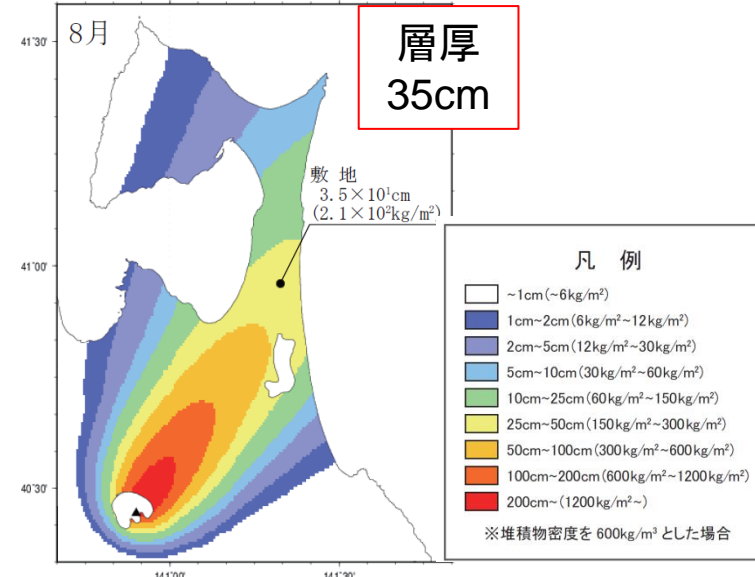 8月
層厚
35cm
41°30'
敷 地
3.5×10¹cm
(2.1×10²kg/m²)
41°00'
凡 例
~1cm(~6kg/m²)
1cm~2cm(6kg/m²~12kg/m²)
2cm~5cm(12kg/m²~30kg/m²)
5cm~10cm(30kg/m²~60kg/m²)
10cm~25cm(60kg/m²~150kg/m²)
25cm~50cm(150kg/m²~300kg/m²)
50cm~100cm(300kg/m²~600kg/m²)
100cm~200cm(600kg/m²~1200kg/m²)
200cm~(1200kg/m²~)
※堆積物密度を 600kg/m³ とした場合
40°30'
141°00'
141°30'